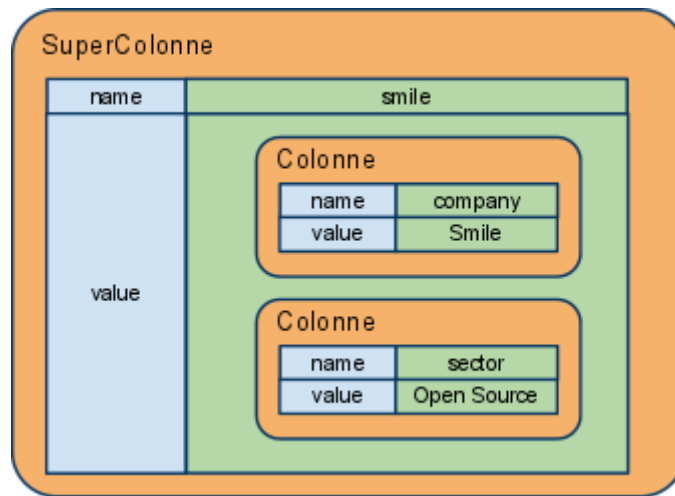 SuperColonne
name smile
value
Colonne
name company
value Smile
Colonne
name sector
value Open Source